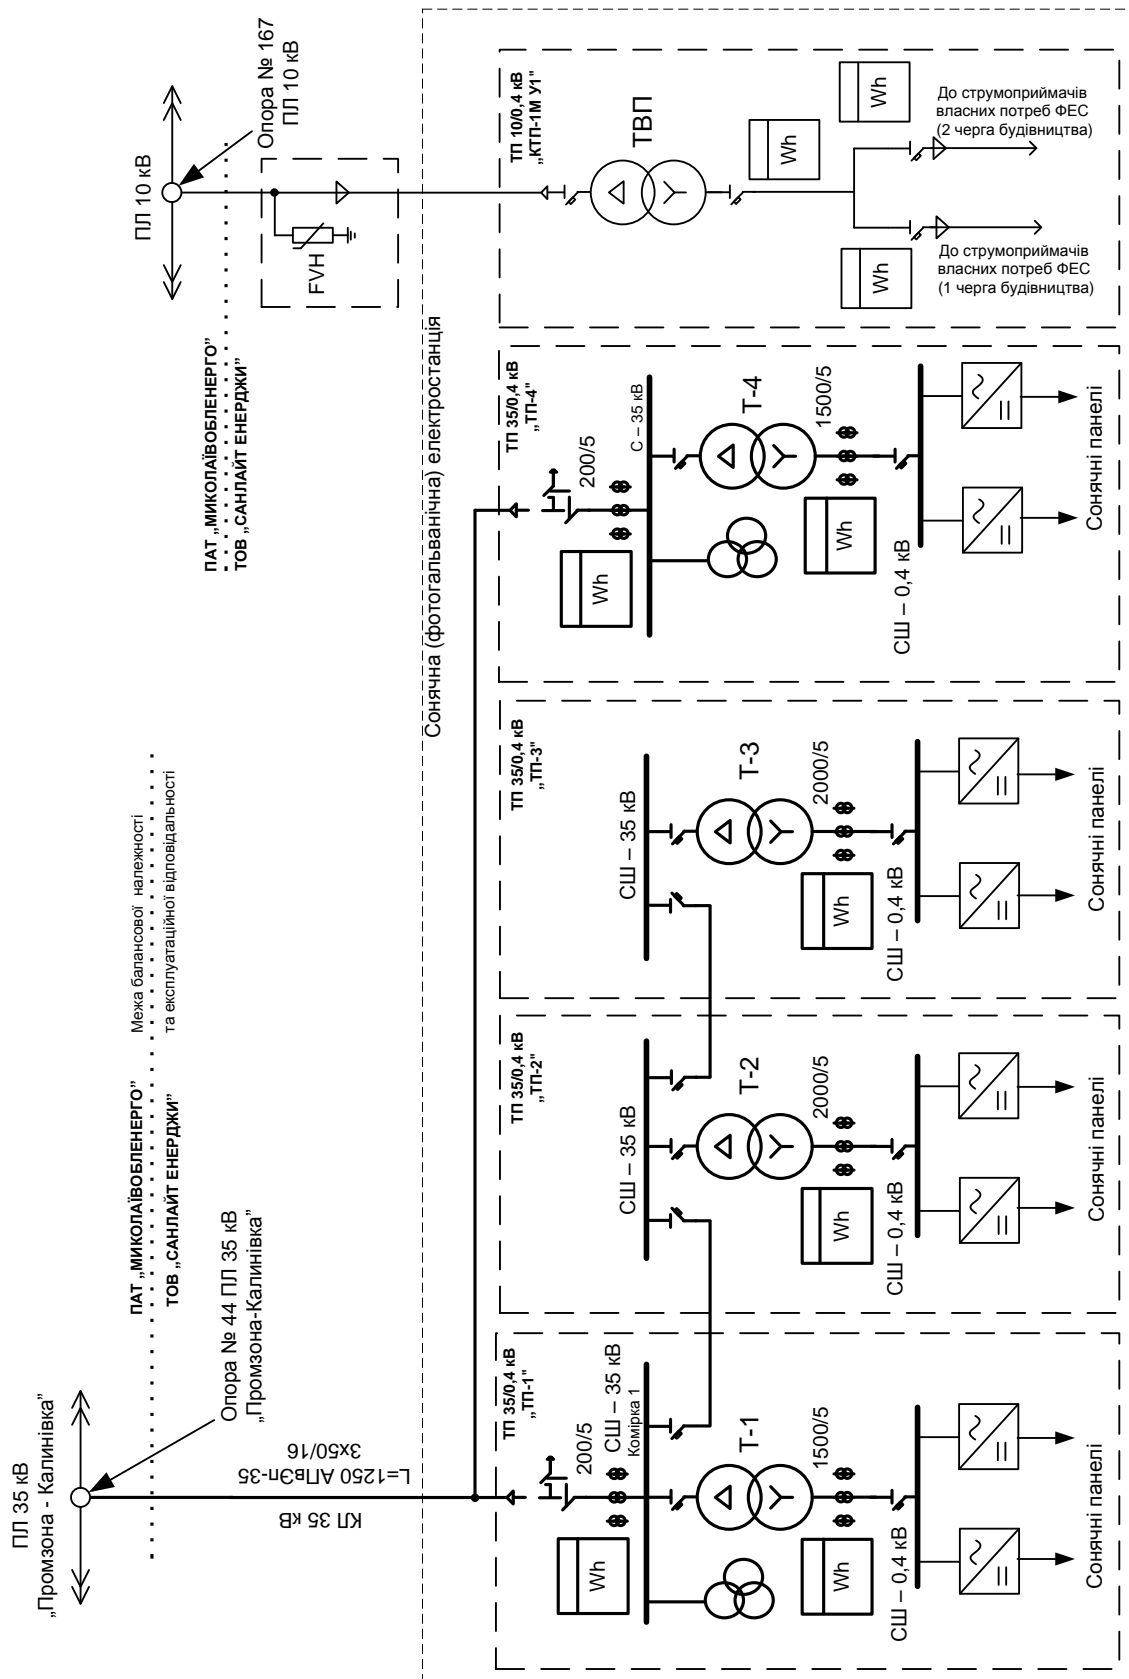 ПЛ 35 кВ
„Промзона - Калинівка”
ПАТ „МИКОЛАЇВОБЛЕНЕРГО”
ТОВ „САНЛАЙТ ЕНЕРДЖИ”
Межа балансової належності
та експлуатаційної відповідальності
Опора № 44 ПЛ 35 кВ
„Промзона-Калинівка”
КЛ 35 кВ
L=1250 АПвЭп-35
3х50/16
ПЛ 10 кВ
Опора № 167
ПЛ 10 кВ
ПАТ „МИКОЛАЇВОБЛЕНЕРГО”
ТОВ „САНЛАЙТ ЕНЕРДЖИ”
FVH
Сонячна (фотогальванічна) електростанція
ТП 35/0,4 кВ
„ТП-1"
200/5
СШ – 35 кВ
Комірка 1
Wh
Т-1
1500/5
Wh
СШ – 0,4 кВ
Сонячні панелі
ТП 35/0,4 кВ
„ТП-2"
СШ – 35 кВ
Т-2
2000/5
Wh
СШ – 0,4 кВ
Сонячні панелі
ТП 35/0,4 кВ
„ТП-3"
СШ – 35 кВ
Т-3
2000/5
Wh
СШ – 0,4 кВ
Сонячні панелі
ТП 35/0,4 кВ
„ТП-4"
200/5
С – 35 кВ
Wh
Т-4
1500/5
Wh
СШ – 0,4 кВ
Сонячні панелі
ТП 10/0,4 кВ
„КТП-1М У1"
ТВП
Wh
Wh
Wh
До струмоприймачів
власних потреб ФЕС
(1 черга будівництва)
До струмоприймачів
власних потреб ФЕС
(2 черга будівництва)